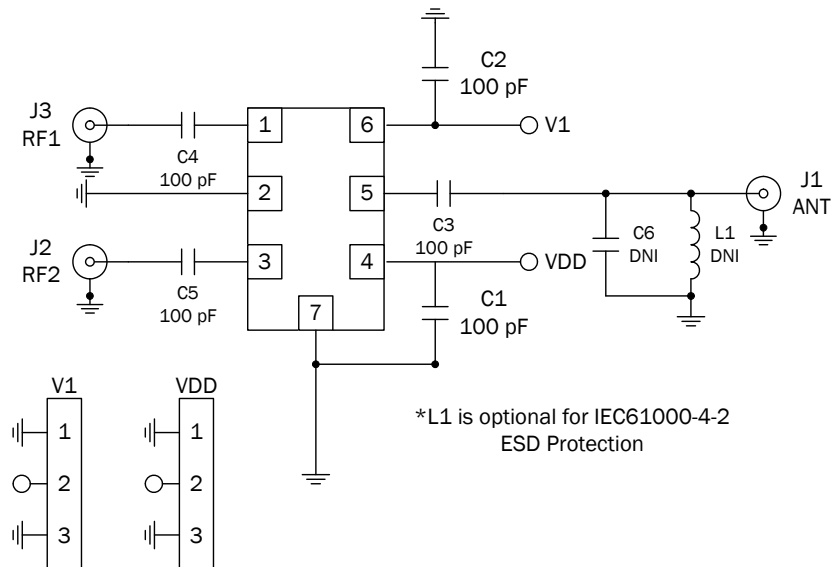 C2
100 pF
J3
RF1
1
6
V1
C4
100 pF
2
5
J1
ANT
C3
100 pF
C6
DNI
L1
DNI
J2
RF2
3
4
VDD
C5
100 pF
7
C1
100 pF
V1
1
2
3
VDD
1
2
3
*L1 is optional for IEC61000-4-2
ESD Protection